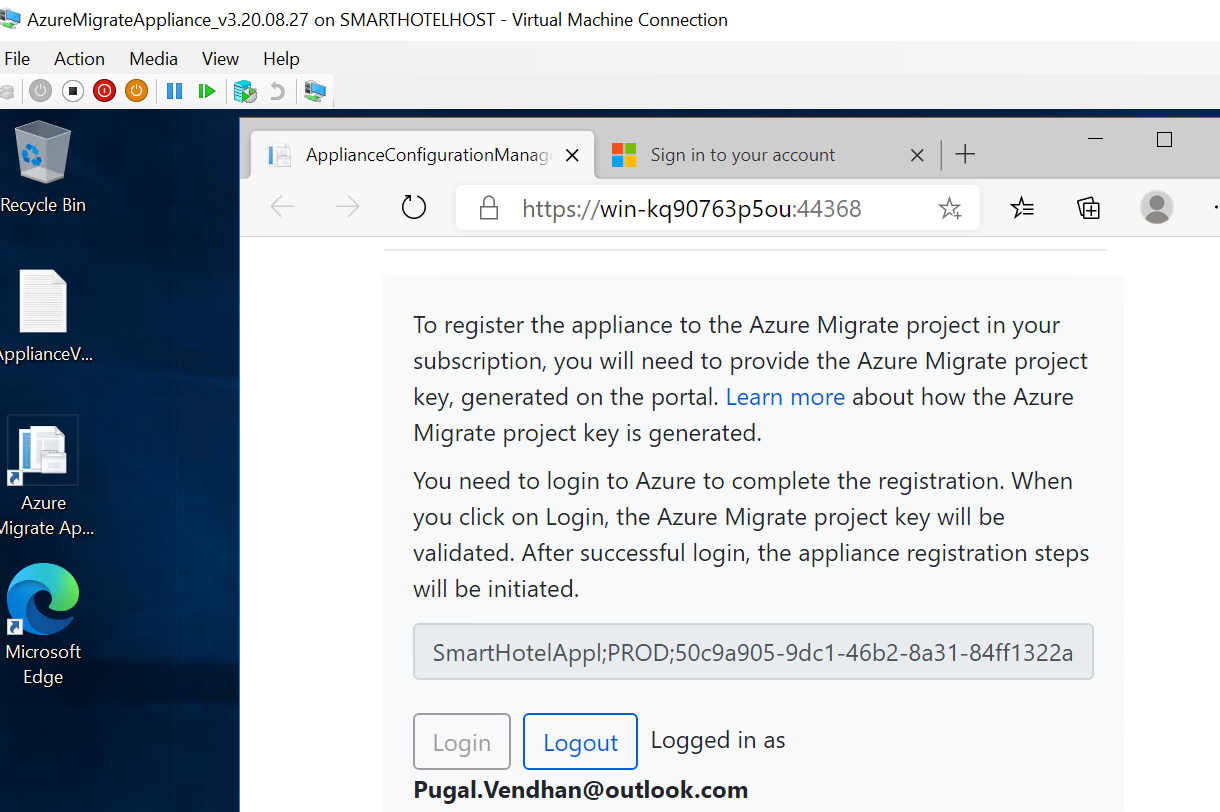 AzureMigrateAppliance_v3.20.08.27 on SMARTHOTELHOST - Virtual Machine Connection
File Action Media View Help
Recycle Bin
ApplianceV...
Azure
Migrate Ap...
Microsoft
Edge
ApplianceConfigurationManag
Sign in to your account
https://win-kq90763p5ou:44368
To register the appliance to the Azure Migrate project in your
subscription, you will need to provide the Azure Migrate project
key, generated on the portal. Learn more about how the Azure
Migrate project key is generated.
You need to login to Azure to complete the registration. When
you click on Login, the Azure Migrate project key will be
validated. After successful login, the appliance registration steps
will be initiated.
SmartHotelAppl;PROD;50c9a905-9dc1-46b2-8a31-84ff1322a
Login Logout Logged in as
Pugal.Vendhan@outlook.com